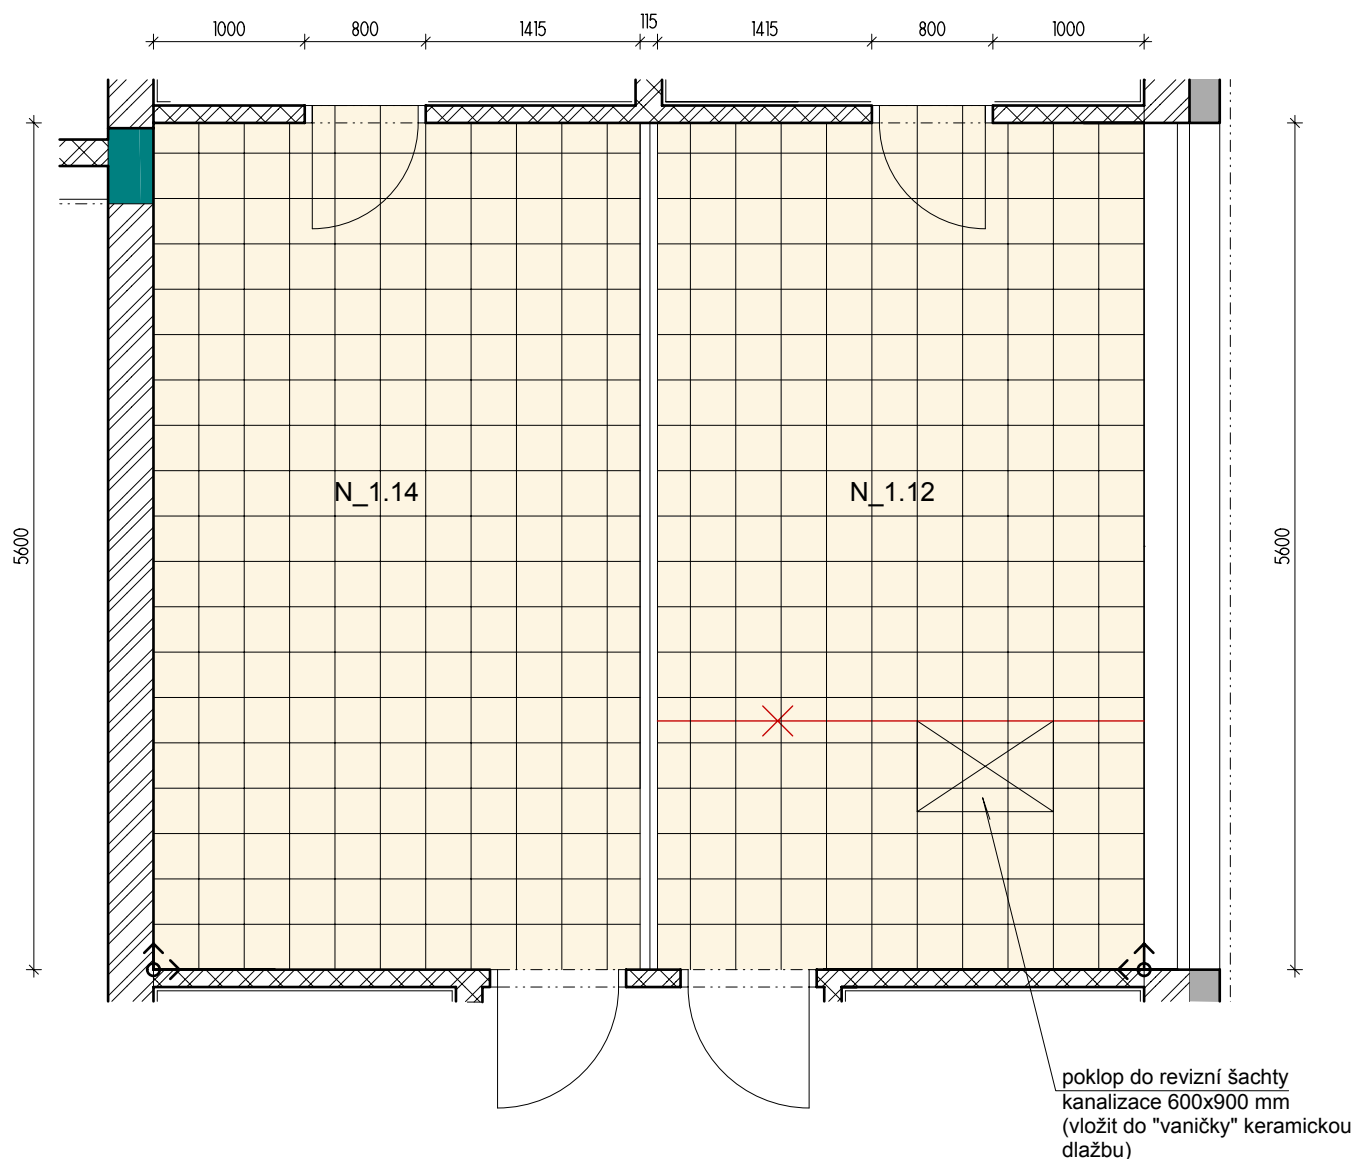 1000 800 1415 115 1415 800 1000
5600
5600
N_1.14
N_1.12
poklop do revizní šachty
kanalizace 600x900 mm
(vložit do "vaničky" keramickou
dlažbu)